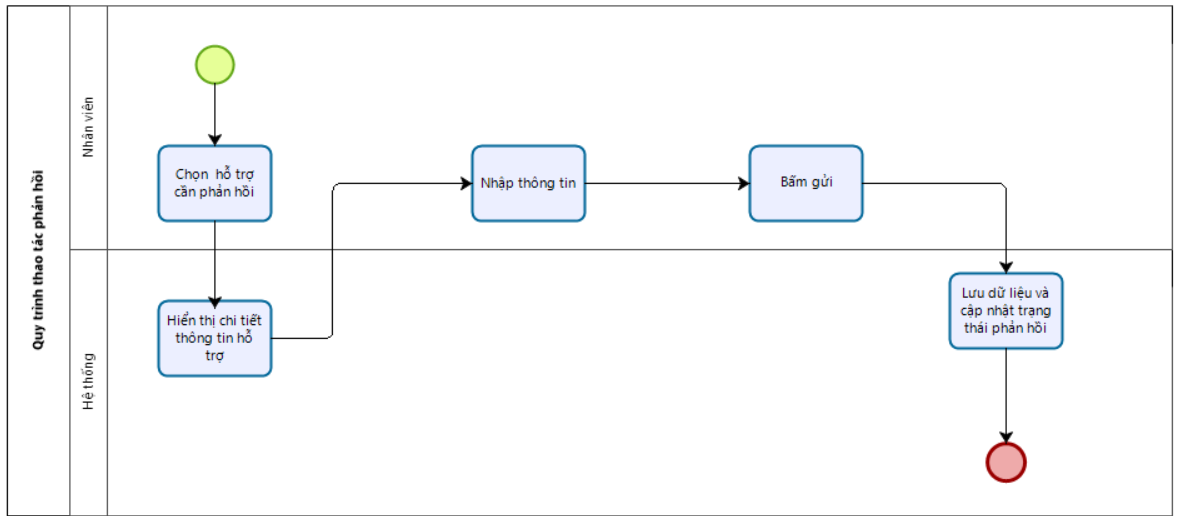 Quy trình thao tác phản hồi
Nhân viên
Chọn hỗ trợ
cần phản hồi
Nhập thông tin
Bấm gửi
Hệ thống
Hiển thị chi tiết
thông tin hỗ
trợ
Lưu dữ liệu và
cập nhật trạng
thái phản hồi